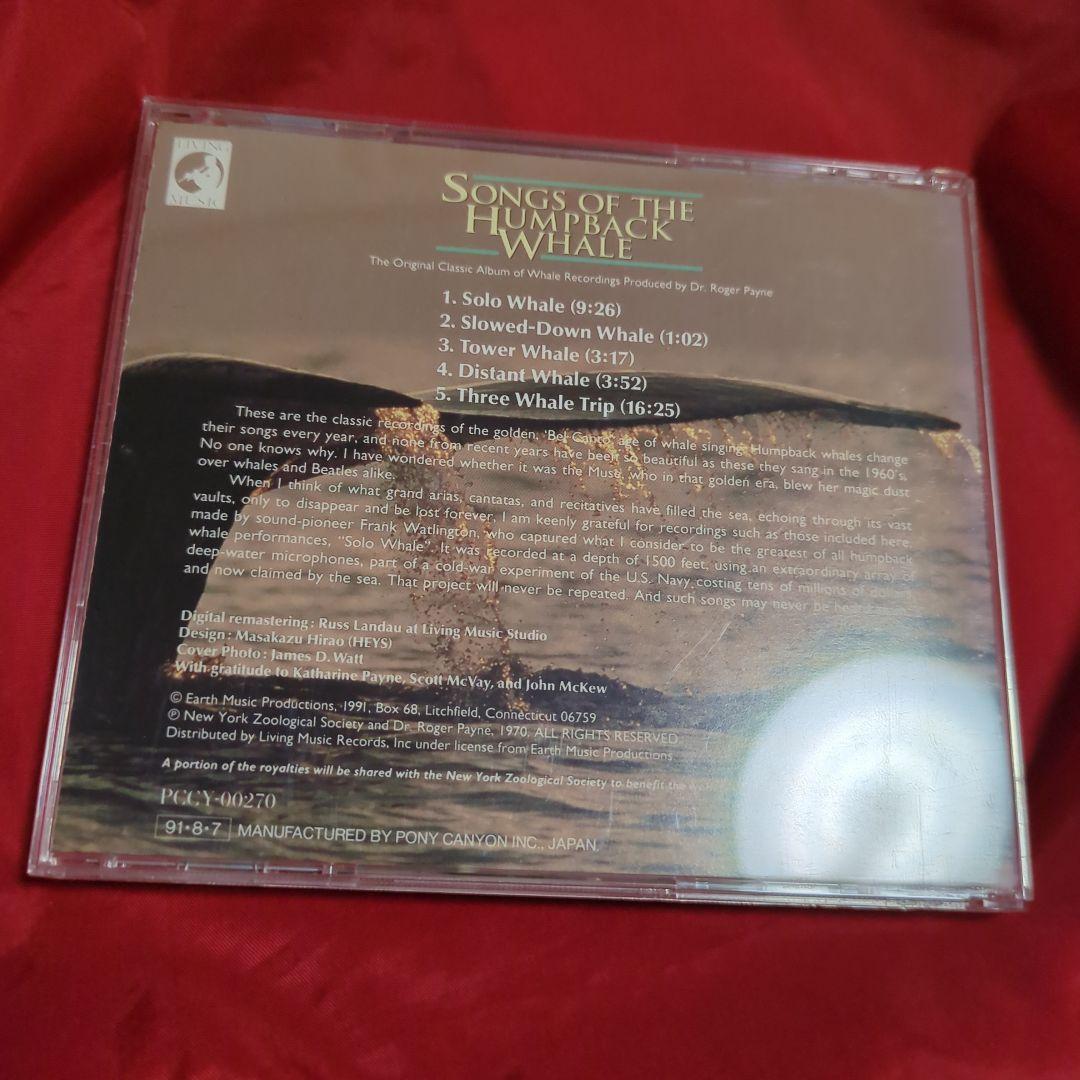 LIVING
MUSIC
SONGS OF THE
HUMPBACK
WHALE
The Original Classic Album of Whale Recordings Produced by Dr. Roger Payne
1. Solo Whale (9:26)
2. Slowed-Down Whale (1:02)
3. Tower Whale (3:17)
4. Distant Whale (3:52)
5. Three Whale Trip (16:25)
These are the classic recordings of the golden, 'Bel Canto' age of whale singing. Humpback whales change
their songs every year, and none from recent years have been so beautiful as these they sang in the 1960's.
No one knows why. I have wondered whether it was the Muse, who in that golden era, blew her magic dust
over whales and Beatles alike.
When I think of what grand arias, cantatas, and recitatives have filled the sea, echoing through its vast
vaults, only to disappear and be lost forever, I am keenly grateful for recordings such as those included here,
made by sound-pioneer Frank Watlington, who captured what I consider to be the greatest of all humpback
whale performances, "Solo Whale". It was recorded at a depth of 1500 feet, using an extraordinary array of
deep-water microphones, part of a cold-war experiment of the U.S. Navy costing tens of millions of dollars
and now claimed by the sea. That project will never be repeated. And such songs may never be
Digital remastering : Russ Landau at Living Music Studio
Design : Masakazu Hirao (HEYS)
Cover Photo : James D. Watt
With gratitude to Katharine Payne, Scott McVay, and John McKew
© Earth Music Productions, 1991, Box 68, Litchfield, Connecticut 06759
℗ New York Zoological Society and Dr. Roger Payne, 1970. ALL RIGHTS RESERVED
Distributed by Living Music Records, Inc under license from Earth Music Productions
A portion of the royalties will be shared with the New York Zoological Society to benefit the
PCCY-00270
91・8・7 MANUFACTURED BY PONY CANYON INC., JAPAN.